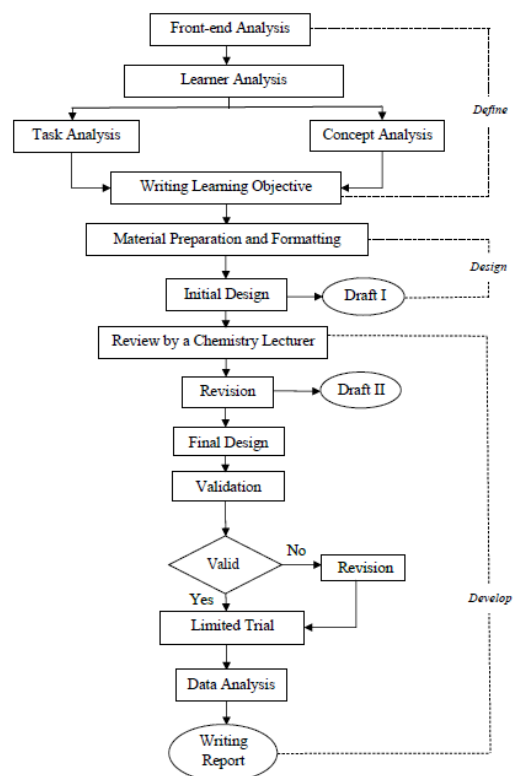 Front-end Analysis
Learner Analysis
Define
Task Analysis
Concept Analysis
Writing Learning Objective
Material Preparation and Formatting
Design
Initial Design
Draft I
Review by a Chemistry Lecturer
Revision
Draft II
Final Design
Validation
Valid
No
Revision
Yes
Develop
Limited Trial
Data Analysis
Writing
Report